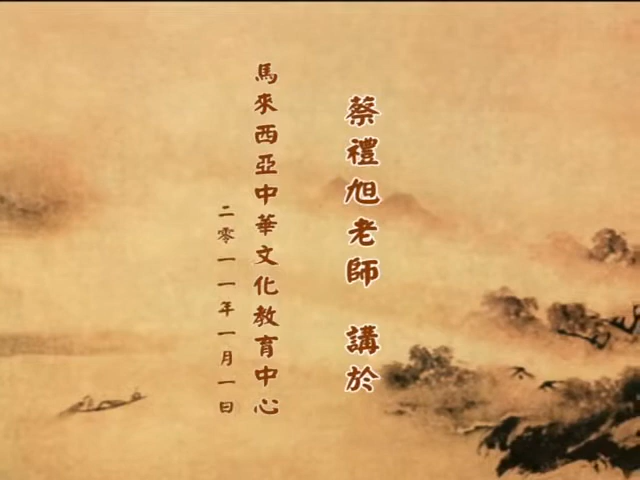 蔡禮旭老師 講於
馬來西亞中華文化教育中心
二零一一年一月一日